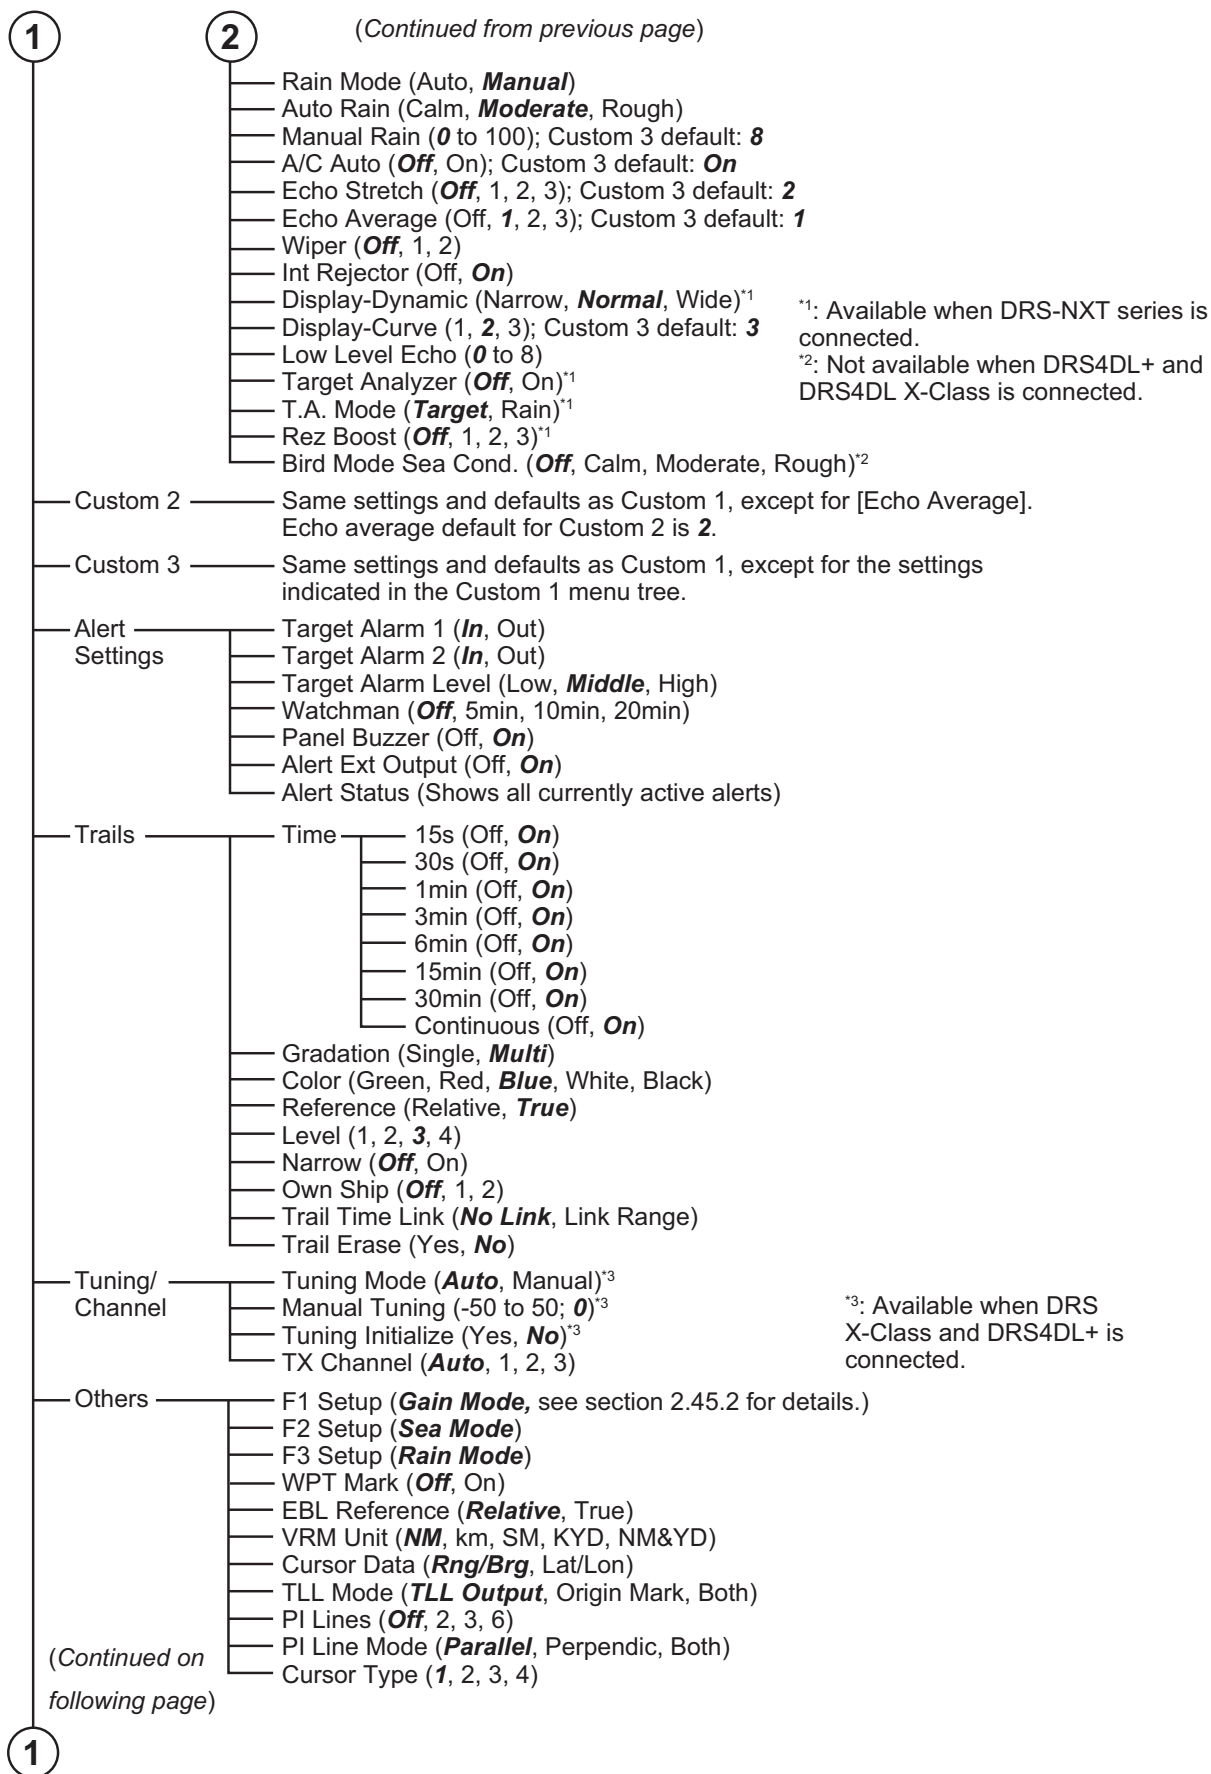 1
2
(Continued from previous page)
Rain Mode (Auto, Manual)
Auto Rain (Calm, Moderate, Rough)
Manual Rain (0 to 100); Custom 3 default: 8
A/C Auto (Off, On); Custom 3 default: On
Echo Stretch (Off, 1, 2, 3); Custom 3 default: 2
Echo Average (Off, 1, 2, 3); Custom 3 default: 1
Wiper (Off, 1, 2)
Int Rejector (Off, On)
Display-Dynamic (Narrow, Normal, Wide)*1
Display-Curve (1, 2, 3); Custom 3 default: 3
Low Level Echo (0 to 8)
Target Analyzer (Off, On)*1
T.A. Mode (Target, Rain)*1
Rez Boost (Off, 1, 2, 3)*1
Bird Mode Sea Cond. (Off, Calm, Moderate, Rough)*2
*1: Available when DRS-NXT series is
connected.
*2: Not available when DRS4DL+ and
DRS4DL X-Class is connected.
Custom 2
Same settings and defaults as Custom 1, except for [Echo Average].
Echo average default for Custom 2 is 2.
Custom 3
Same settings and defaults as Custom 1, except for the settings
indicated in the Custom 1 menu tree.
Alert
Settings
Target Alarm 1 (In, Out)
Target Alarm 2 (In, Out)
Target Alarm Level (Low, Middle, High)
Watchman (Off, 5min, 10min, 20min)
Panel Buzzer (Off, On)
Alert Ext Output (Off, On)
Alert Status (Shows all currently active alerts)
Trails
Time
15s (Off, On)
30s (Off, On)
1min (Off, On)
3min (Off, On)
6min (Off, On)
15min (Off, On)
30min (Off, On)
Continuous (Off, On)
Gradation (Single, Multi)
Color (Green, Red, Blue, White, Black)
Reference (Relative, True)
Level (1, 2, 3, 4)
Narrow (Off, On)
Own Ship (Off, 1, 2)
Trail Time Link (No Link, Link Range)
Trail Erase (Yes, No)
Tuning/
Channel
Tuning Mode (Auto, Manual)*3
Manual Tuning (-50 to 50; 0)*3
Tuning Initialize (Yes, No)*3
TX Channel (Auto, 1, 2, 3)
*3: Available when DRS
X-Class and DRS4DL+ is
connected.
Others
F1 Setup (Gain Mode, see section 2.45.2 for details.)
F2 Setup (Sea Mode)
F3 Setup (Rain Mode)
WPT Mark (Off, On)
EBL Reference (Relative, True)
VRM Unit (NM, km, SM, KYD, NM&YD)
Cursor Data (Rng/Brg, Lat/Lon)
TLL Mode (TLL Output, Origin Mark, Both)
PI Lines (Off, 2, 3, 6)
PI Line Mode (Parallel, Perpendic, Both)
Cursor Type (1, 2, 3, 4)
(Continued on
following page)
1